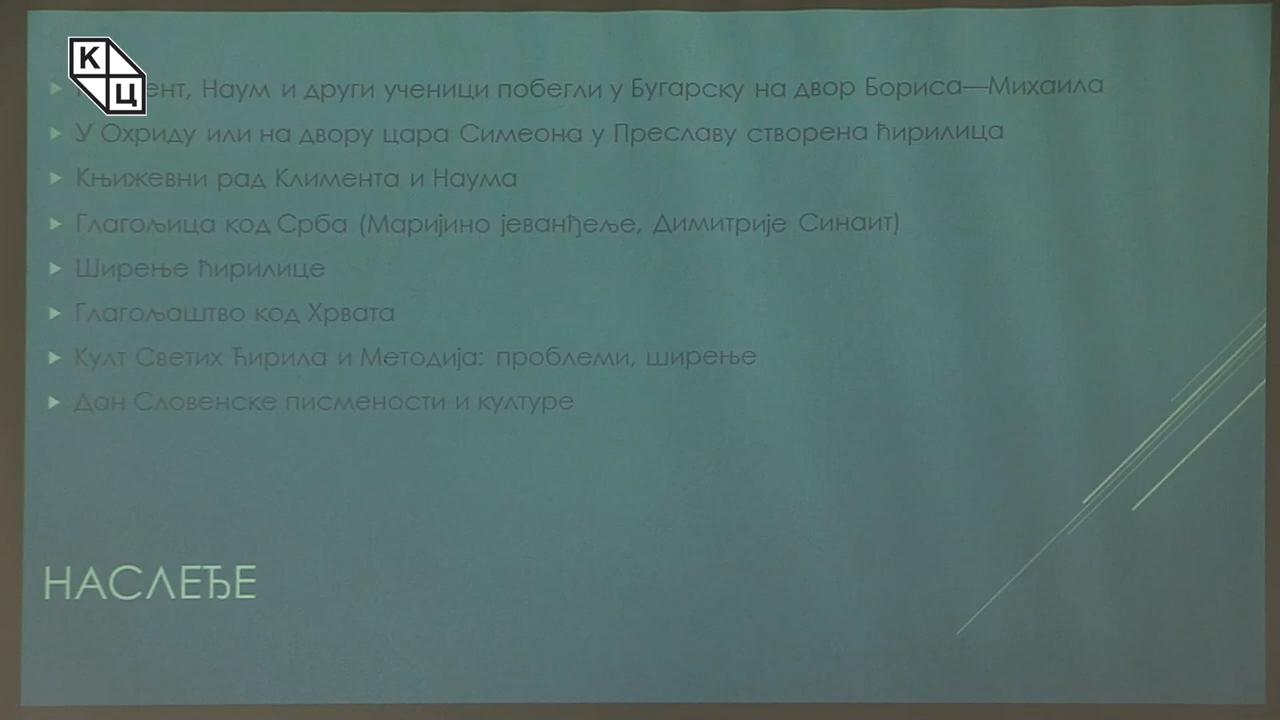 К
Ц
Наум и други ученици побегли у Бугарску на двор Бориса—Михаила
У Охриду или на двору цара Симеона у Преславу створена ћирилица
Књижевни рад Климента и Наума
Глагољица код Срба (Маријино јеванђеље, Димитрије Синаит)
Ширење ћирилице
Глагољаштво код Хрвата
Култ Светих Ћирила и Методија: проблеми, ширење
Дан Словенске писмености и културе
НАСЛЕЂЕ